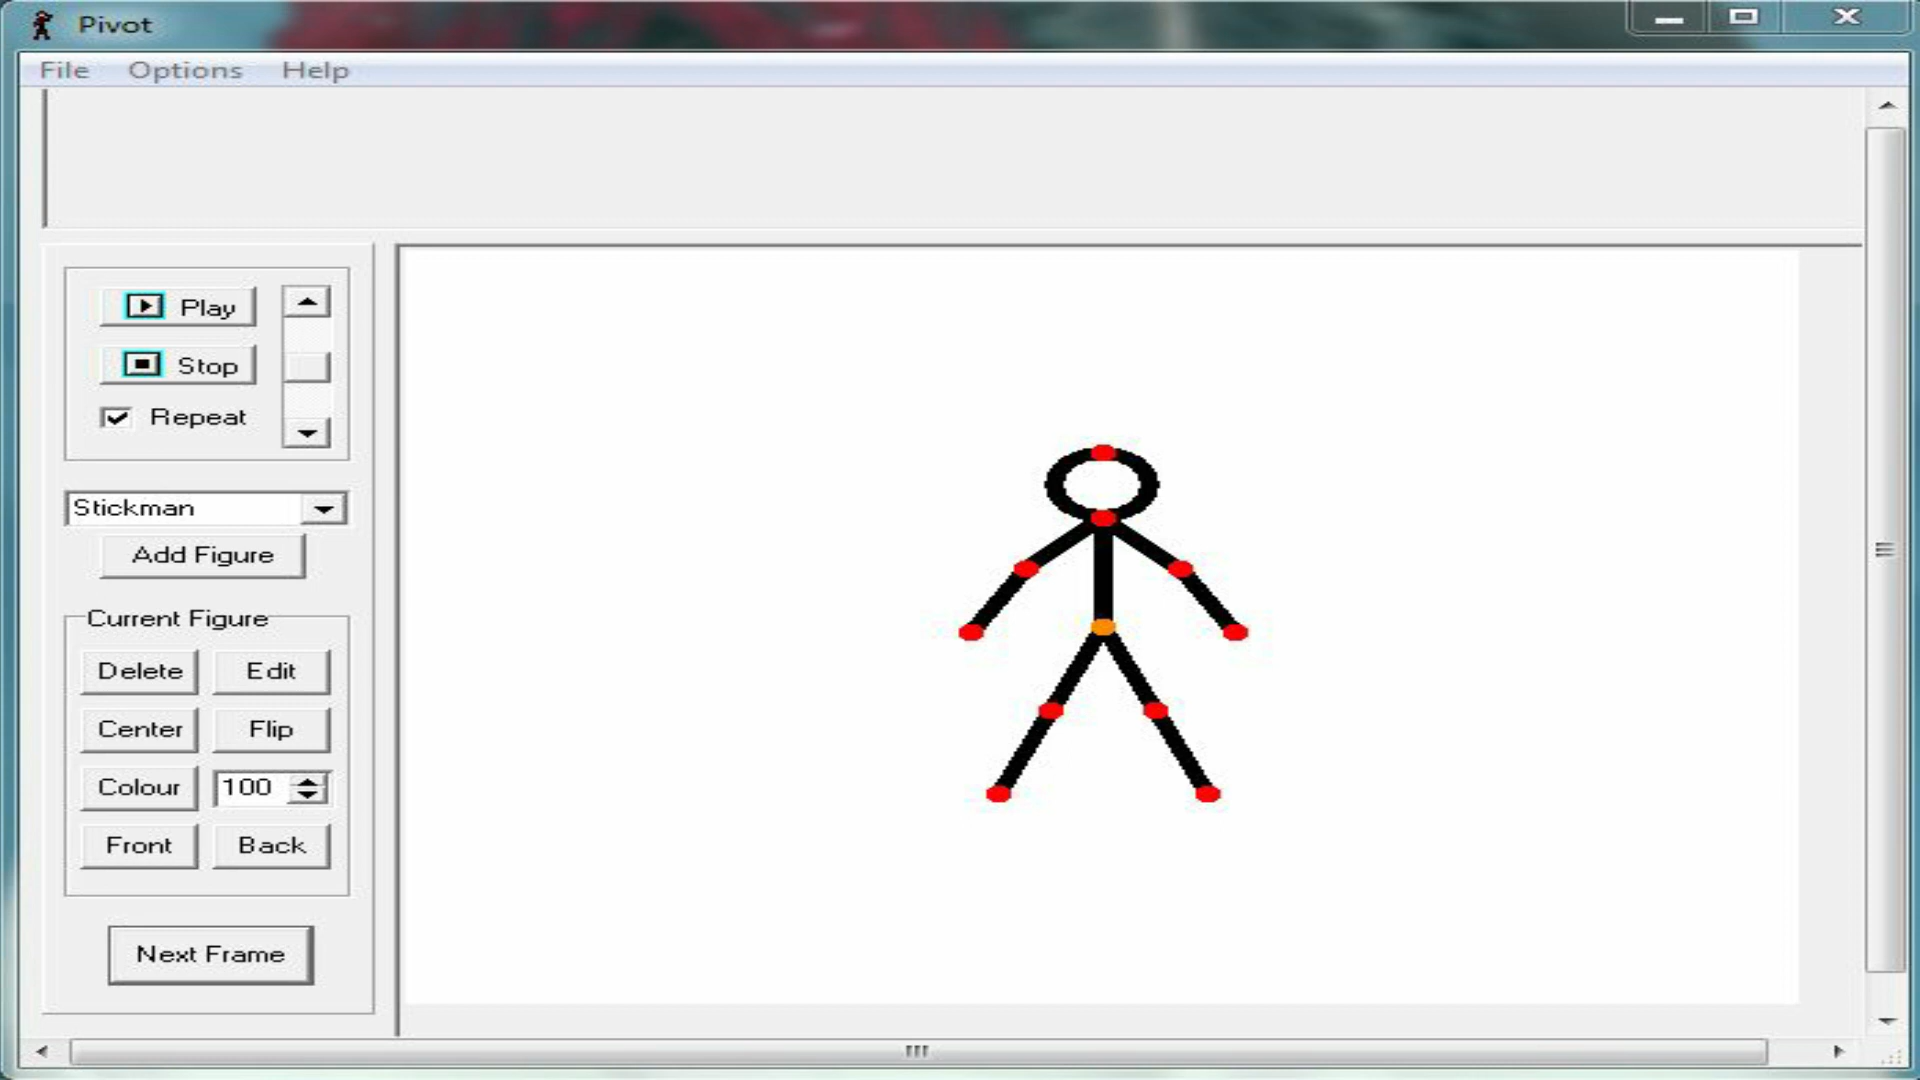 Pivot
File Options Help
Play
Stop
Repeat
Stickman
Add Figure
Current Figure
Delete Edit
Center Flip
Colour 100
Front Back
Next Frame